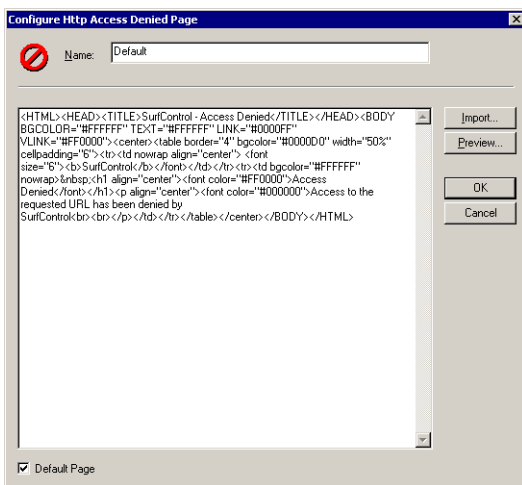 Configure Http Access Denied Page
Name: Default
<HTML><HEAD><TITLE>SurfControl - Access Denied</TITLE></HEAD><BODY
BGCOLOR="#FFFFFF" TEXT="#FFFFFF" LINK="#0000FF"
VLINK="#FF0000"><center><table border="4" bgcolor="#0000D0" width="50%"
cellpadding="6"><tr><td nowrap align="center"> <font
size="6"><b>SurfControl</b></font></td></tr><tr><td bgcolor="#FFFFFF"
nowrap>&nbsp;<h1 align="center"><font color="#FF0000">Access
Denied</font></h1><p align="center"><font color="#000000">Access to the
requested URL has been denied by
SurfControl<br><br></p></td></tr></table></center></BODY></HTML>
Import...
Preview...
OK
Cancel
Default Page